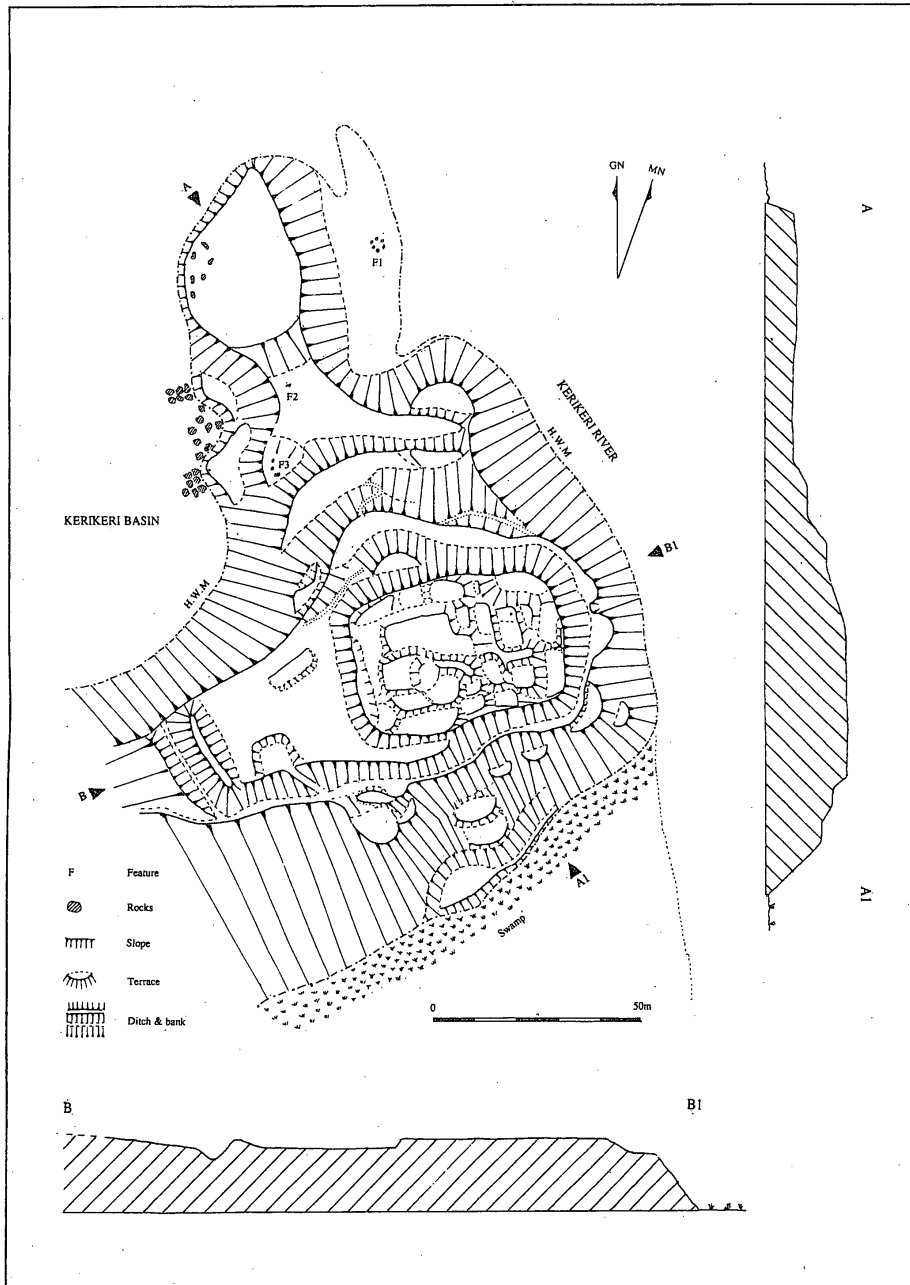 GN
MN
A
A
F1
F2
KERIKERI RIVER
H.W.M
F3
KERIKERI BASIN
B1
H.W.M
B
A1
A1
Swamp
F Feature
Rocks
Slope
Terrace
Ditch & bank
0 50m
B
B1